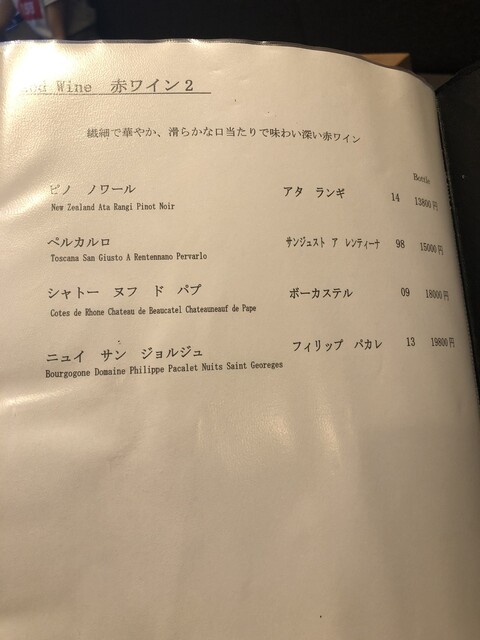 Wine 赤ワイン2
繊細で華やか、滑らかな口当たりで味わい深い赤ワイン
Bottle
ピノ ノワール アタ ランギ 14 13800円
New Zealand Ata Rangi Pinot Noir
ペルカルロ サンジュスト ア レンティーナ 98 15000円
Toscana San Giusto A Rentennano Pervarlo
シャトー ヌフ ド パプ ボーカステル 09 18000円
Cotes de Rhone Chateau de Beaucatel Chateauneuf de Pape
ニュイ サン ジョルジュ フィリップ パカレ 13 19800円
Bourgogone Domaine Philippe Pacalet Nuits Saint Georeges